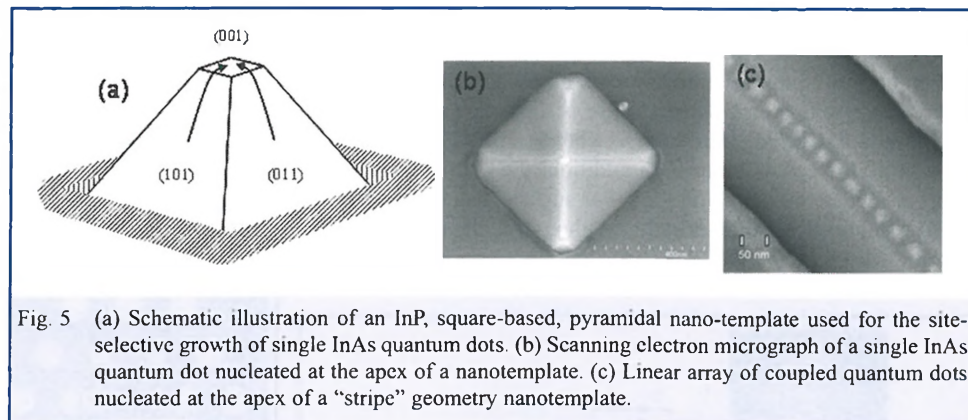 (001)
(a)
(b)
(c)
(101)
(011)
50 nm
Fig. 5 (a) Schematic illustration of an InP, square-based, pyramidal nano-template used for the site-
selective growth of single InAs quantum dots. (b) Scanning electron micrograph of a single InAs
quantum dot nucleated at the apex of a nanotemplate. (c) Linear array of coupled quantum dots
nucleated at the apex of a “stripe” geometry nanotemplate.